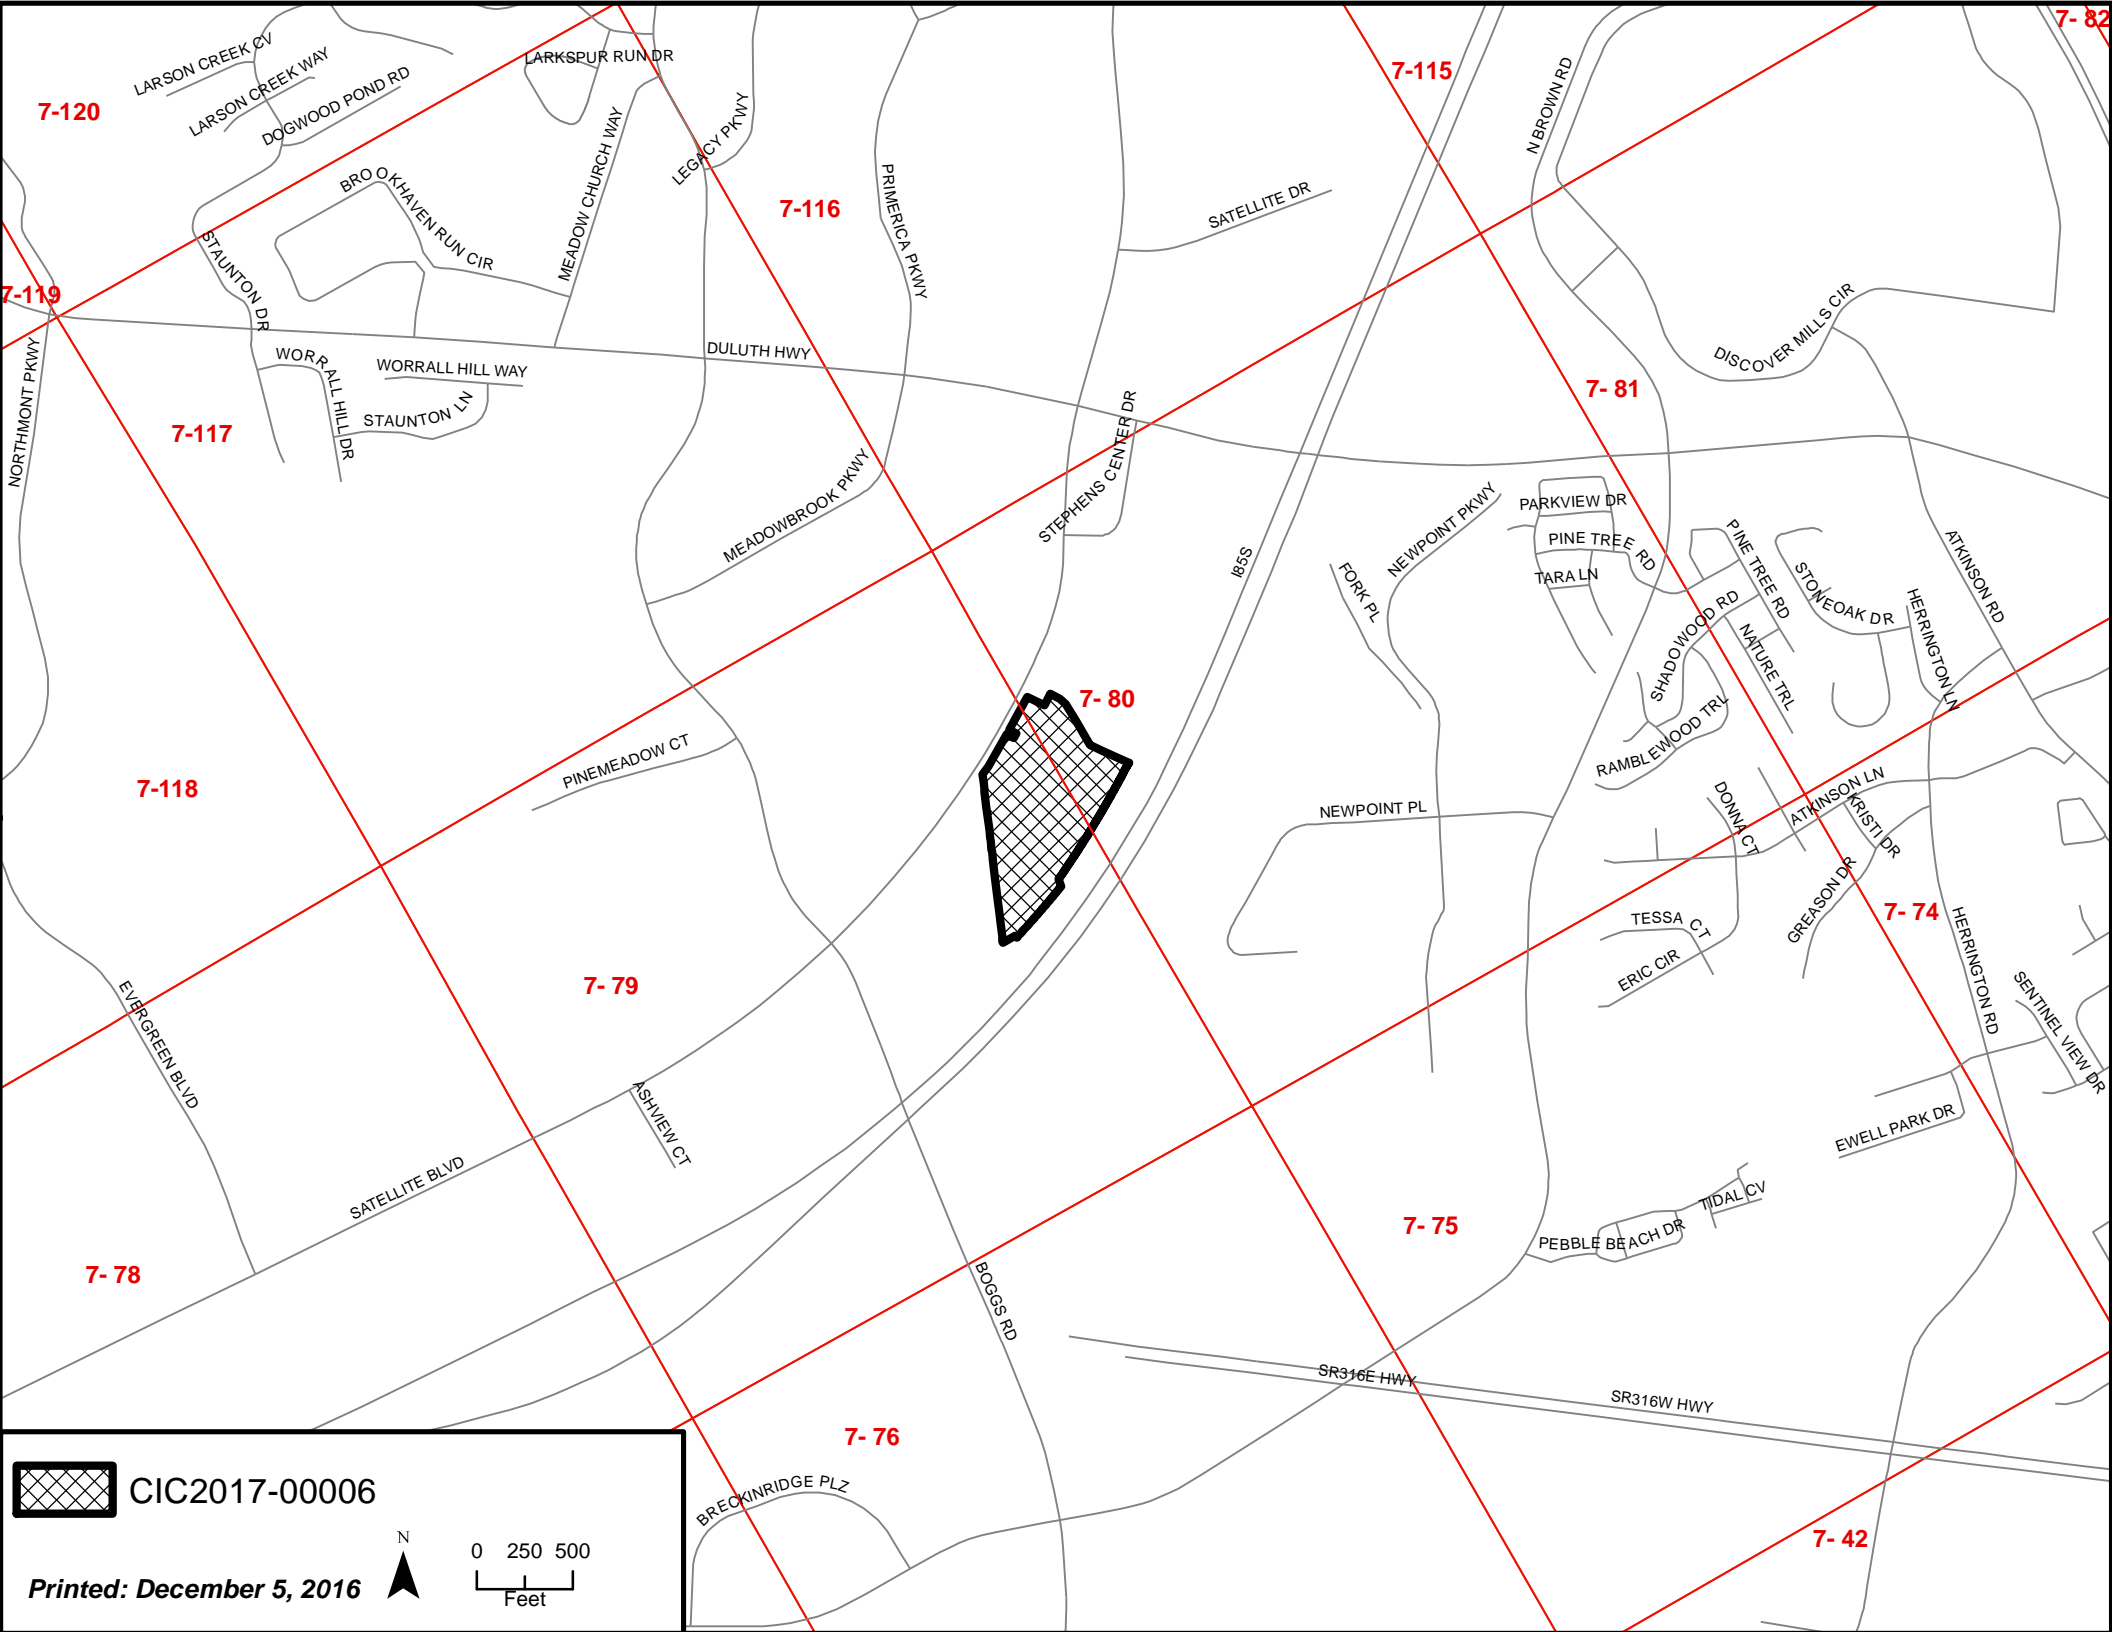 7- 82
LARSON CREEK CV
LARKSPUR RUN DR
7-115
LARSON CREEK WAY
DOGWOOD POND RD
7-120
N BROWN RD
LEGACY PKWY
MEADOW CHURCH WAY
BROOKHAVEN RUN CIR
7-116
PRIMERICA PKWY
SATELLITE DR
STAUNTON DR
7-119
DISCOVER MILLS CIR
NORTHMONT PKWY
DULUTH HWY
WORRALL HILL DR
WORRALL HILL WAY
STAUNTON LN
7- 81
7-117
STEPHENS CENTER DR
MEADOWBROOK PKWY
I85S
NEWPOINT PKWY
FORK PL
PARKVIEW DR
PINE TREE RD
TARA LN
PINE TREE RD
STONEOAK DR
ATKINSON RD
HERRINGTON LN
SHADOWOOD RD
NATURE TRL
RAMBLEWOOD TRL
7- 80
PINEMEADOW CT
7-118
NEWPOINT PL
DONNA CT
ATKINSON LN
KRISTI DR
GREASON DR
7- 74
TESSA CT
ERIC CIR
HERRINGTON RD
7- 79
SENTINEL VIEW DR
EVERGREEN BLVD
ASHVIEW CT
EWELL PARK DR
SATELLITE BLVD
TIDAL CV
7- 75
PEBBLE BEACH DR
7- 78
BOGGS RD
SR316E HWY
SR316W HWY
7- 76
BRECKINRIDGE PLZ
7- 42
CIC2017-00006
N
0 250 500
Feet
Printed: December 5, 2016